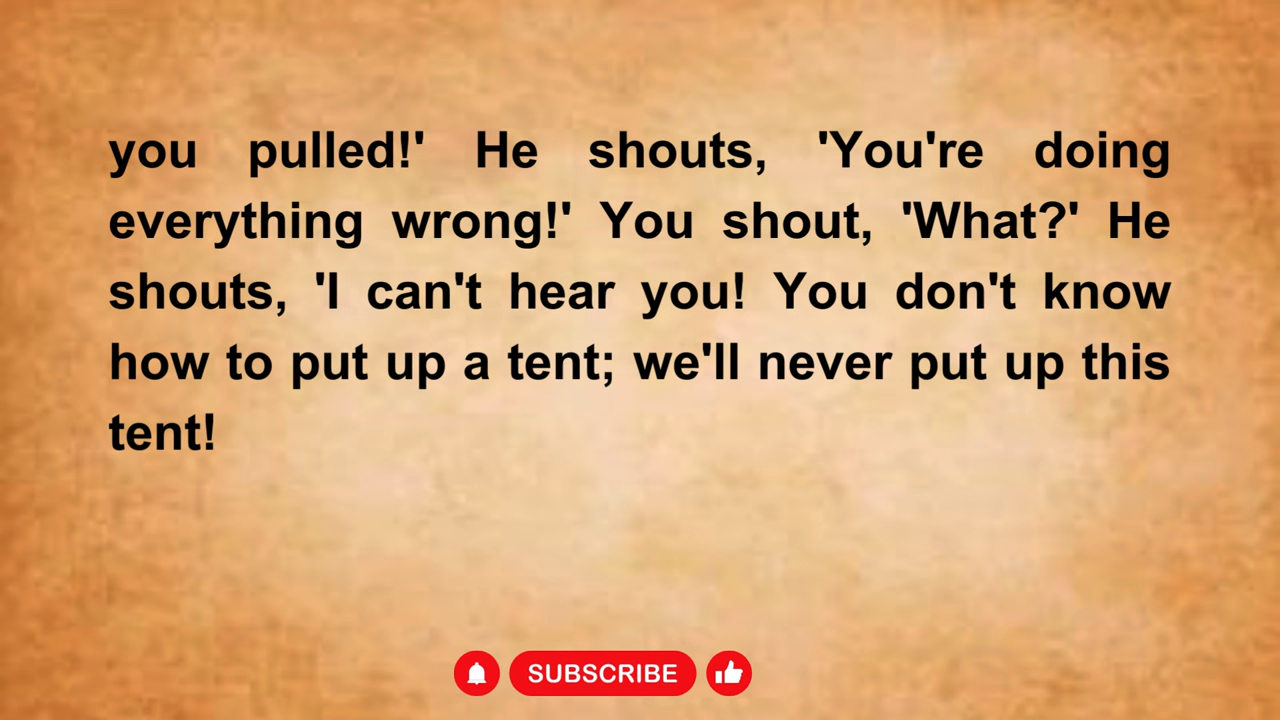 you pulled!' He shouts, 'You're doing
everything wrong!' You shout, 'What?' He
shouts, 'I can't hear you! You don't know
how to put up a tent; we'll never put up this
tent!
SUBSCRIBE